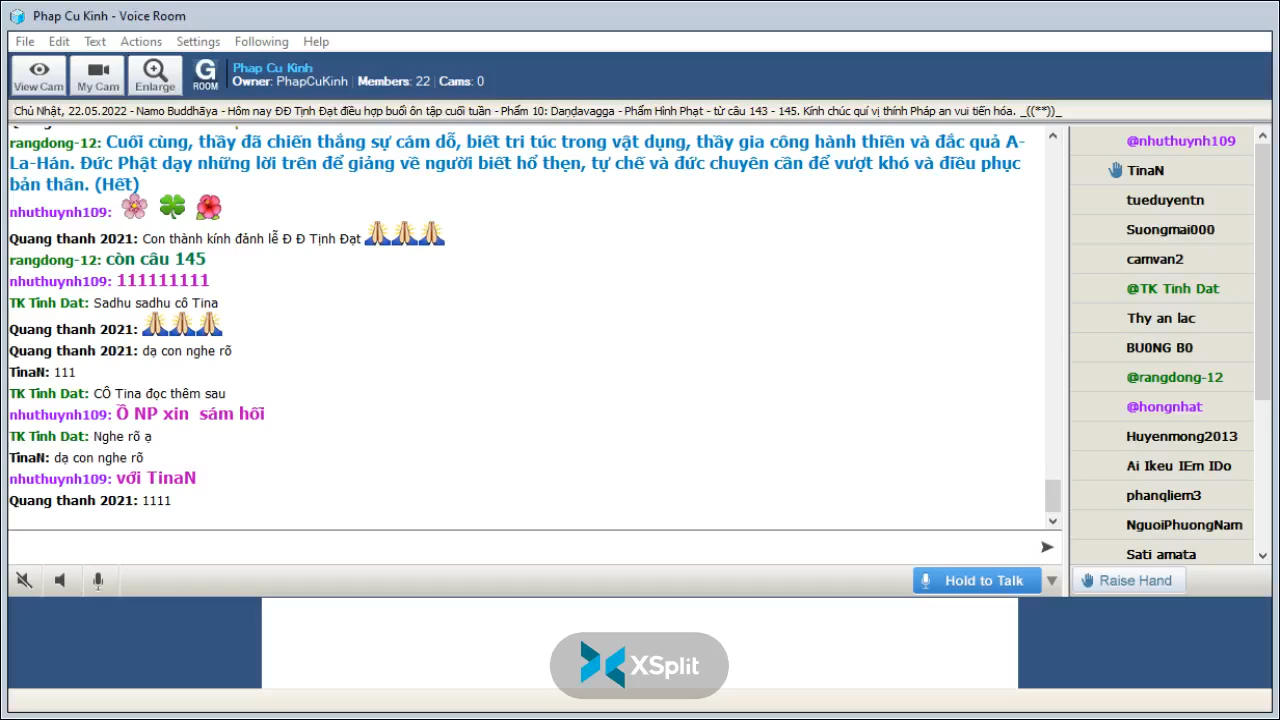 Phap Cu Kinh - Voice Room
File Edit Text Actions Settings Following Help
View Cam My Cam Enlarge G ROOM
Phap Cu Kinh
Owner: PhapCuKinh | Members: 22 | Cams: 0
Chủ Nhật, 22.05.2022 - Namo Buddhāya - Hôm nay ĐĐ Tịnh Đạt điều hợp buổi ôn tập cuối tuần - Phẩm 10: Daṇḍavagga - Phẩm Hình Phạt - từ câu 143 - 145. Kính chúc quí vị thính Pháp an vui tiến hóa. _((**))_
rangdong-12: Cuối cùng, thầy đã chiến thắng sự cám dỗ, biết tri túc trong vật dụng, thầy gia công hành thiền và đắc quả A-
La-Hán. Đức Phật dạy những lời trên để giảng về người biết hổ thẹn, tự chế và đức chuyên cần để vượt khó và điều phục
bản thân. (Hết)
nhuthuynh109:
Quang thanh 2021: Con thành kính đảnh lễ Đ Đ Tịnh Đạt
rangdong-12: còn câu 145
nhuthuynh109: 111111111
TK Tinh Dat: Sadhu sadhu cô Tina
Quang thanh 2021:
Quang thanh 2021: dạ con nghe rõ
TinaN: 111
TK Tinh Dat: CÔ Tina đọc thêm sau
nhuthuynh109: Ồ NP xin sám hối
TK Tinh Dat: Nghe rõ ạ
TinaN: dạ con nghe rõ
nhuthuynh109: với TinaN
Quang thanh 2021: 1111
@nhuthuynh109
TinaN
tueduyentn
Suongmai000
camvan2
@TK Tinh Dat
Thy an lac
BU0NG B0
@rangdong-12
@hongnhat
Huyenmong2013
Ai Ikeu IEm IDo
phanqliem3
NguoiPhuongNam
Sati amata
Hold to Talk
Raise Hand
XSplit